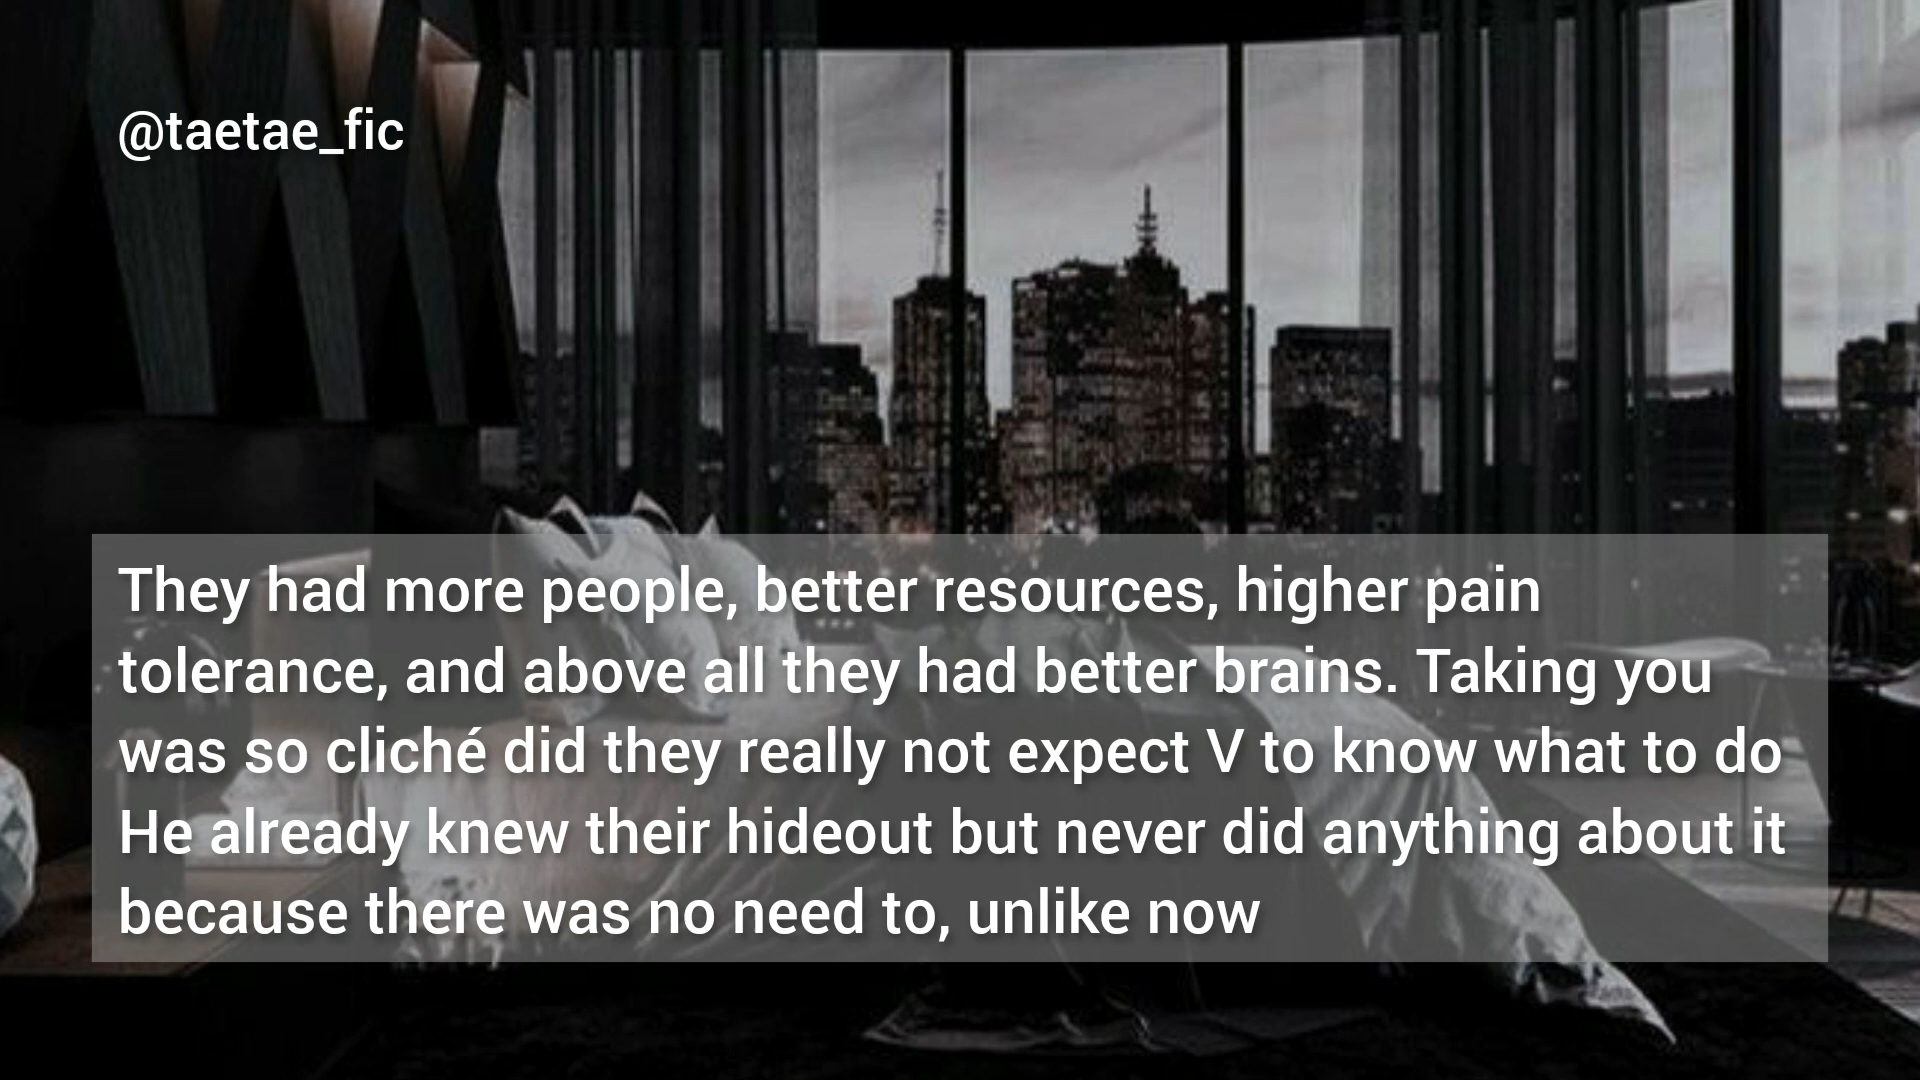 @taetae_fic
They had more people, better resources, higher pain
tolerance, and above all they had better brains. Taking you
was so cliché did they really not expect V to know what to do
He already knew their hideout but never did anything about it
because there was no need to, unlike now